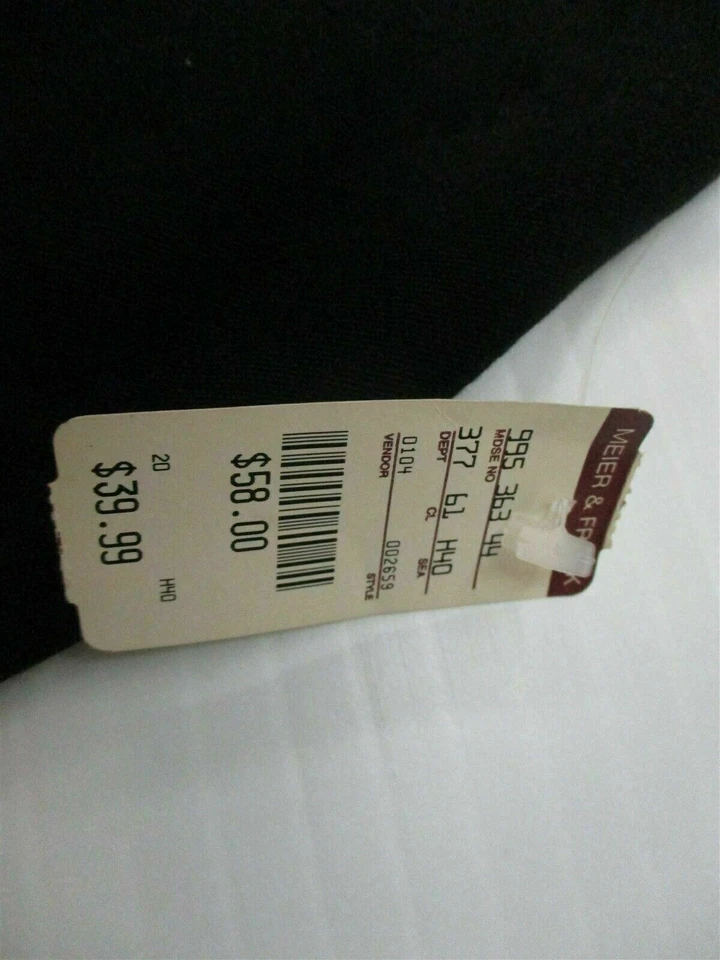 MEIER & FR K
995 363 44
MDSE NO
377 61 H40
DEPT CL SEA
0104 002659
VENDOR STYLE
$58.00
20 H40
$39.99